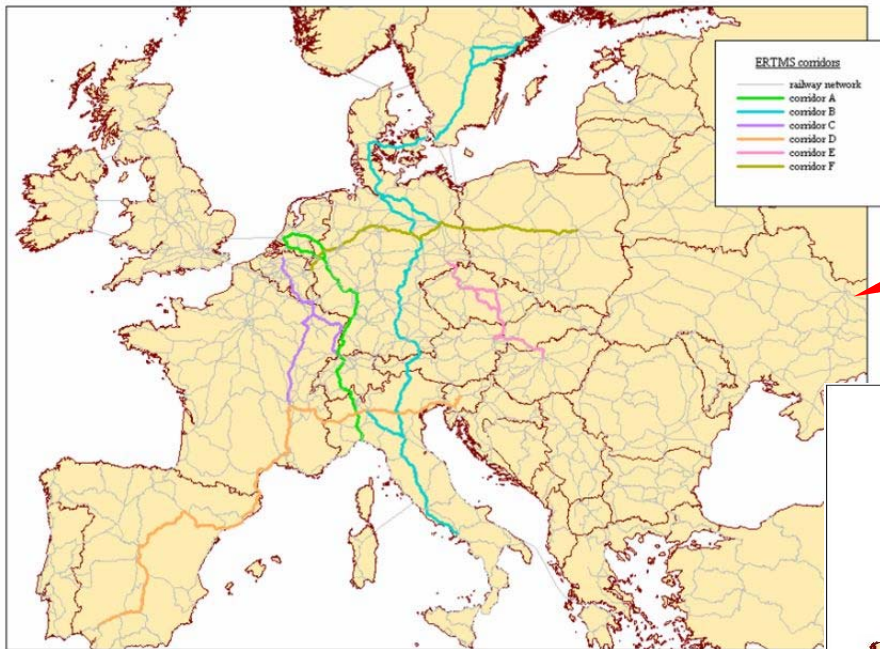 ERTMS corridors
railway network
corridor A
corridor B
corridor C
corridor D
corridor E
corridor F